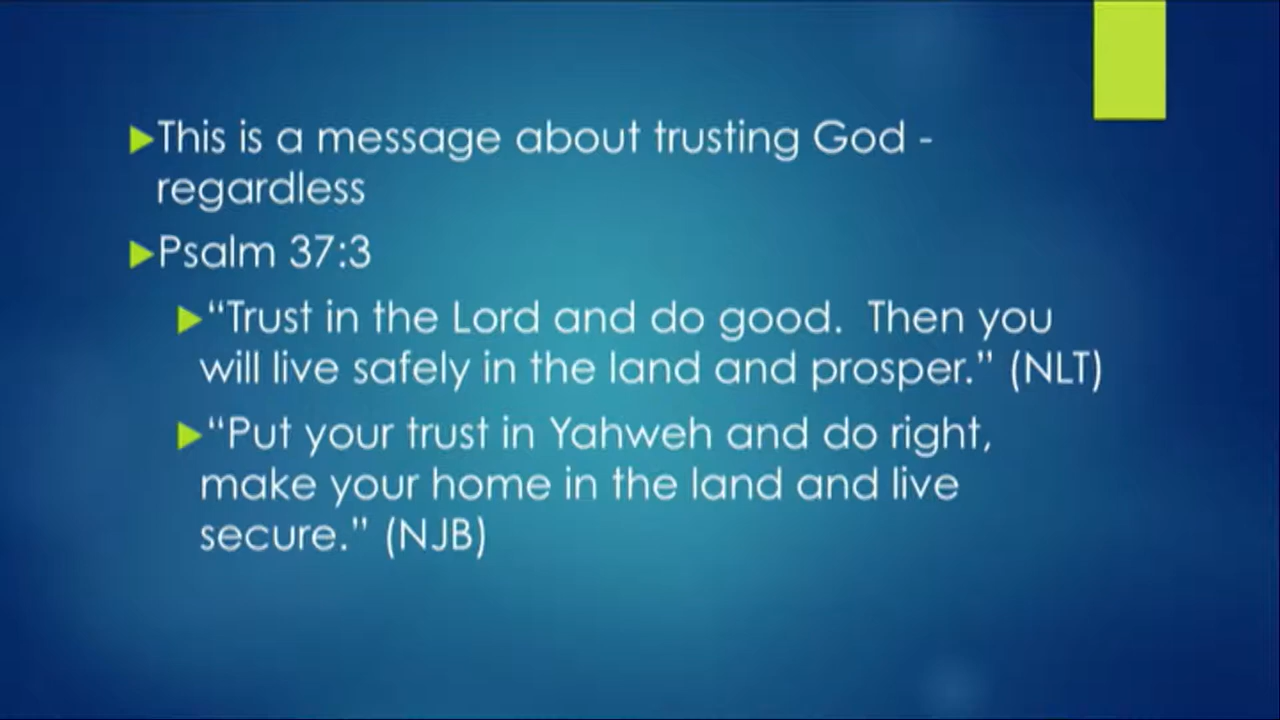 This is a message about trusting God -
regardless
Psalm 37:3
“Trust in the Lord and do good.  Then you
will live safely in the land and prosper.” (NLT)
“Put your trust in Yahweh and do right,
make your home in the land and live
secure.” (NJB)